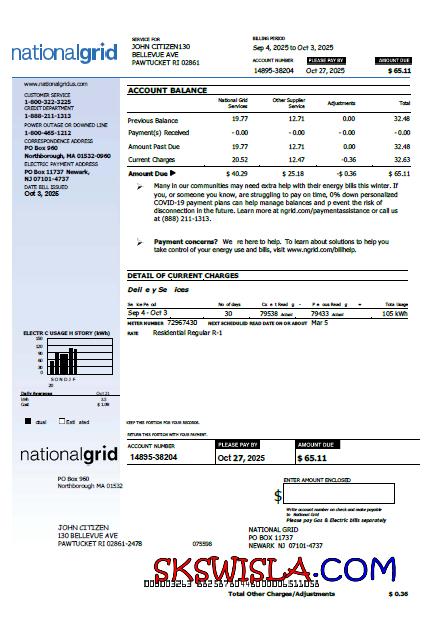 nationalgrid
SERVICE FOR
JOHN CITIZEN130
BELLEVUE AVE
PAWTUCKET RI 02861
BILLING PERIOD
Sep 4, 2025 to Oct 3, 2025
ACCOUNT NUMBER
PLEASE PAY BY
AMOUNT DUE
14895-38204
Oct 27, 2025
$ 65.11
www.nationalgridus.com
CUSTOMER SERVICE
1-800-322-3225
CREDIT DEPARTMENT
1-888-211-1313
POWER OUTAGE OR DOWNED LINE
1-800-465-1212
CORRESPONDENCE ADDRESS
PO Box 960
Northborough, MA 01532-0960
ELECTRIC PAYMENT ADDRESS
PO Box 11737 Newark,
NJ 07101-4737
DATE BILL ISSUED
Oct 3, 2025
ACCOUNT BALANCE
National Grid Services Other Supplier Service Adjustments Total
Previous Balance 19.77 12.71 0.00 32.48
Payment(s) Received - 0.00 - 0.00 - 0.00 - 0.00
Amount Past Due 19.77 12.71 0.00 32.48
Current Charges 20.52 12.47 -0.36 32.63
Amount Due ▶ $ 40.29 $ 25.18 -$ 0.36 $ 65.11
➢ Many in our communities may need extra help with their energy bills this winter. If
you, or someone you know, are struggling to pay on time, 0% down personalized
COVID-19 payment plans can help manage balances and p event the risk of
disconnection in the future. Learn more at ngrid.com/paymentassistance or call us
at (888) 211-1313.
➢ Payment concerns? We re here to help. To learn about solutions to help you
take control of your energy use and bills, visit www.ngrid.com/billhelp.
DETAIL OF CURRENT CHARGES
Deli e y Se ices
No of days
Total Usage
Sep 4 - Oct 3 30 79538 Actual 79433 Actual 105 kWh
METER NUMBER 72967430 NEXT SCHEDULED READ DATE ON OR ABOUT Mar 5
RATE Residential Regular R-1
ELECTR C USAGE H STORY (kWh)
150
120
90
60
30
0
S O N D J F
20
Daily Averages Oct 21
kWh 3.5
Cost $ 1.09
ctual Esti ated
KEEP THIS PORTION FOR YOUR RECORDS.
RETURN THIS PORTION WITH YOUR PAYMENT.
nationalgrid
ACCOUNT NUMBER
PLEASE PAY BY
AMOUNT DUE
14895-38204
Oct 27, 2025
$ 65.11
PO Box 960
Northborough MA 01532
ENTER AMOUNT ENCLOSED
$
Write account number on check and make payable
to National Grid
Please pay Gas & Electric bills separately
JOHN CITIZEN
130 BELLEVUE AVE
PAWTUCKET RI 02861-2478
075598
NATIONAL GRID
PO BOX 11737
NEWARK NJ 07101-4737
SKSWISLA.COM
Total Other Charges/Adjustments $ 0.36